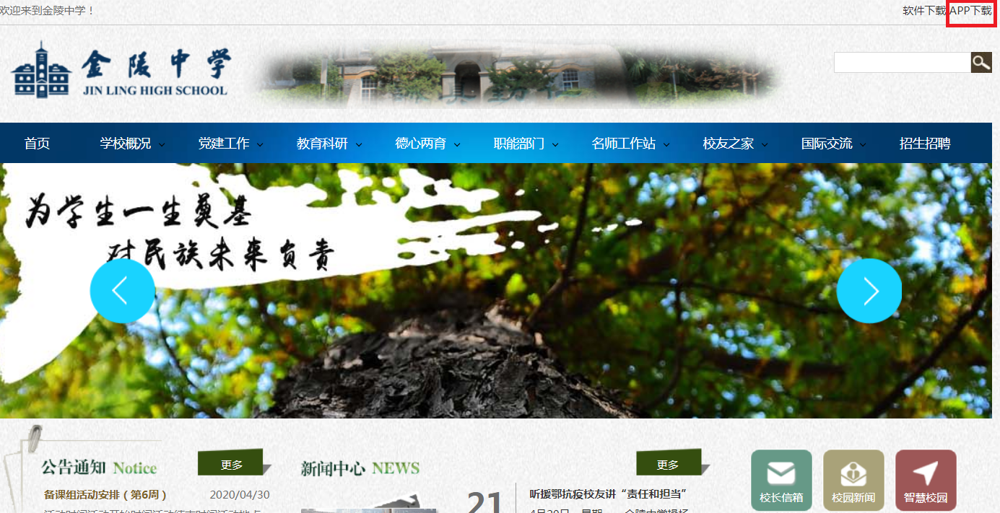 欢迎来到金陵中学！
软件下载 APP下载
金陵中学
JIN LING HIGH SCHOOL
首页 学校概况 党建工作 教育科研 德心两育 职能部门 名师工作站 校友之家 国际交流 招生招聘
为学生一生奠基
对民族未来负责
公告通知 Notice 更多
备课组活动安排（第6周） 2020/04/30
新闻中心 NEWS 更多
21
听援鄂抗疫校友讲“责任和担当”
校长信箱 校园新闻 智慧校园